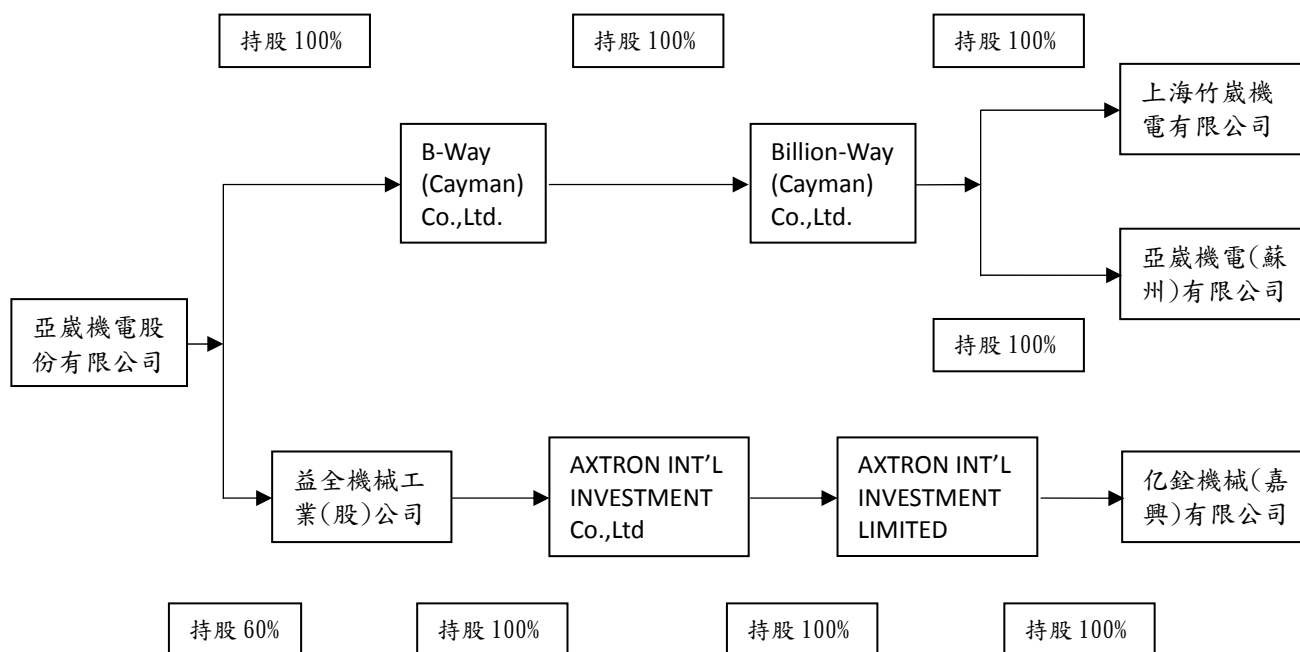 持股 100%
持股 100%
持股 100%
上海竹崴機
電有限公司
B-Way
(Cayman)
Co.,Ltd.
Billion-Way
(Cayman)
Co.,Ltd.
亞崴機電(蘇
州)有限公司
亞崴機電股
份有限公司
持股 100%
益全機械工
業(股)公司
AXTRON INT’L
INVESTMENT
Co.,Ltd
AXTRON INT’L
INVESTMENT
LIMITED
亿銓機械(嘉
興)有限公司
持股 60%
持股 100%
持股 100%
持股 100%